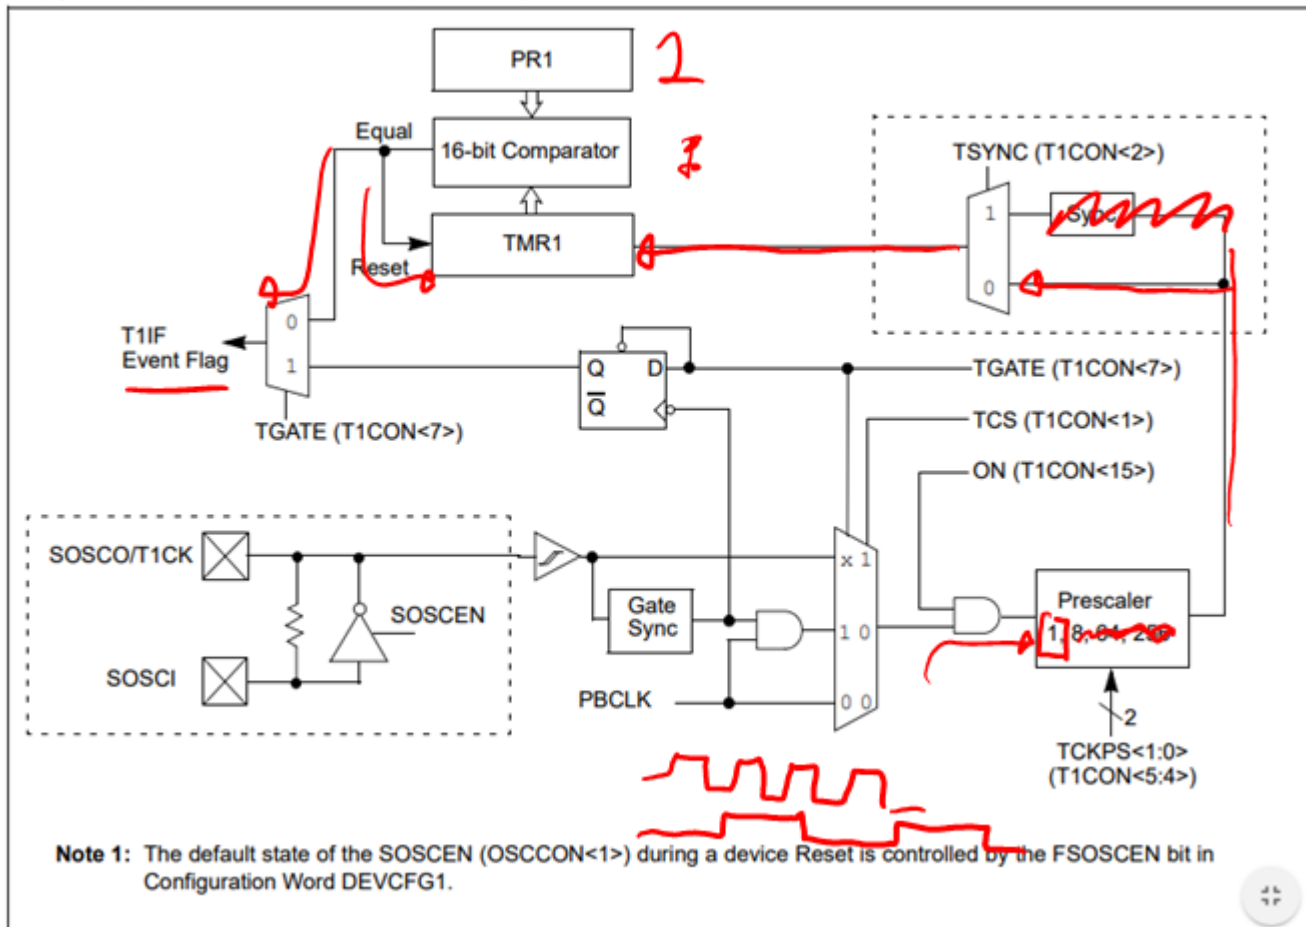 PR1
2
Equal
16-bit Comparator
TSYNC (T1CON<2>)
1
Sync
TMR1
Reset
0
0
T1IF
Event Flag
1
Q D
Q
TGATE (T1CON<7>)
TCS (T1CON<1>)
TGATE (T1CON<7>)
ON (T1CON<15>)
SOSCO/T1CK
x 1
SOSCEN
Gate
Sync
Prescaler
1, 8, 64, 256
1 0
SOSCI
PBCLK
0 0
2
TCKPS<1:0>
(T1CON<5:4>)
Note 1: The default state of the SOSCEN (OSCCON<1>) during a device Reset is controlled by the FSOSCEN bit in
Configuration Word DEVCFG1.